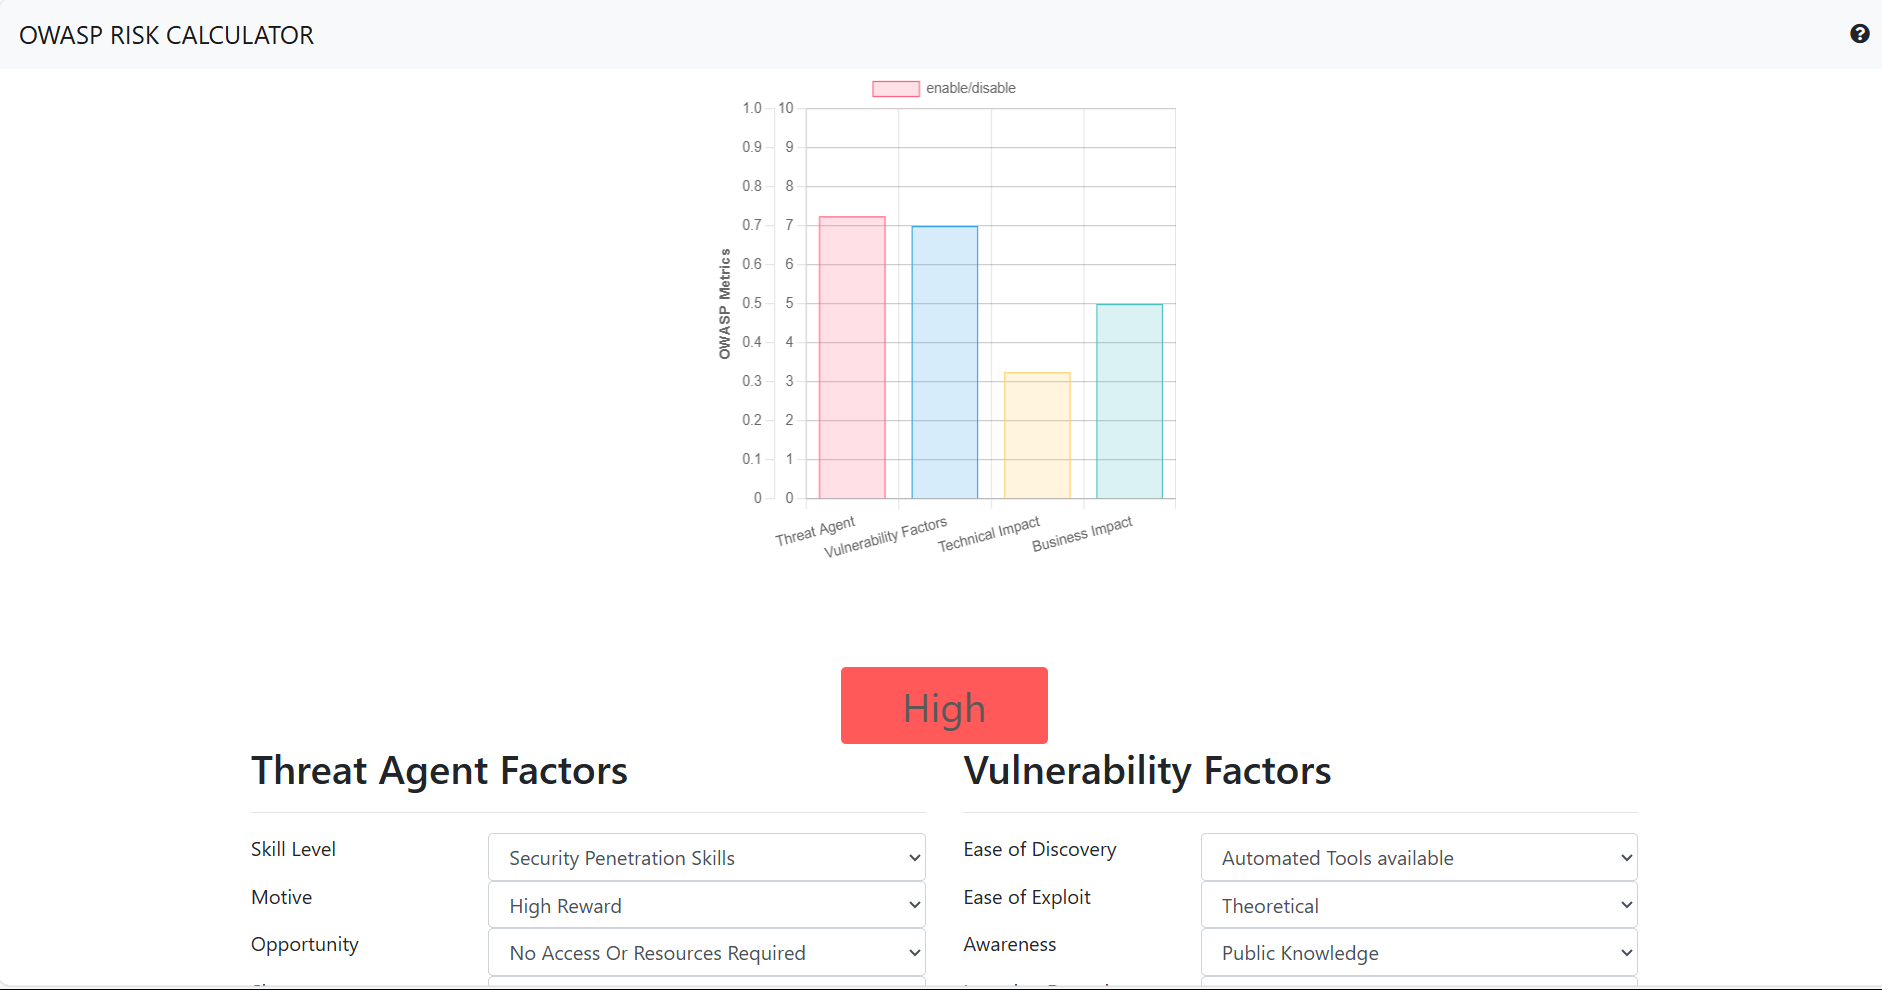 OWASP RISK CALCULATOR
enable/disable
1.0 10
0.9 9
0.8 8
0.7 7
0.6 6
0.5 5
0.4 4
0.3 3
0.2 2
0.1 1
0 0
OWASP Metrics
Threat Agent
Vulnerability Factors
Technical Impact
Business Impact
High
Threat Agent Factors
Skill Level
Security Penetration Skills
Motive
High Reward
Opportunity
No Access Or Resources Required
Vulnerability Factors
Ease of Discovery
Automated Tools available
Ease of Exploit
Theoretical
Awareness
Public Knowledge